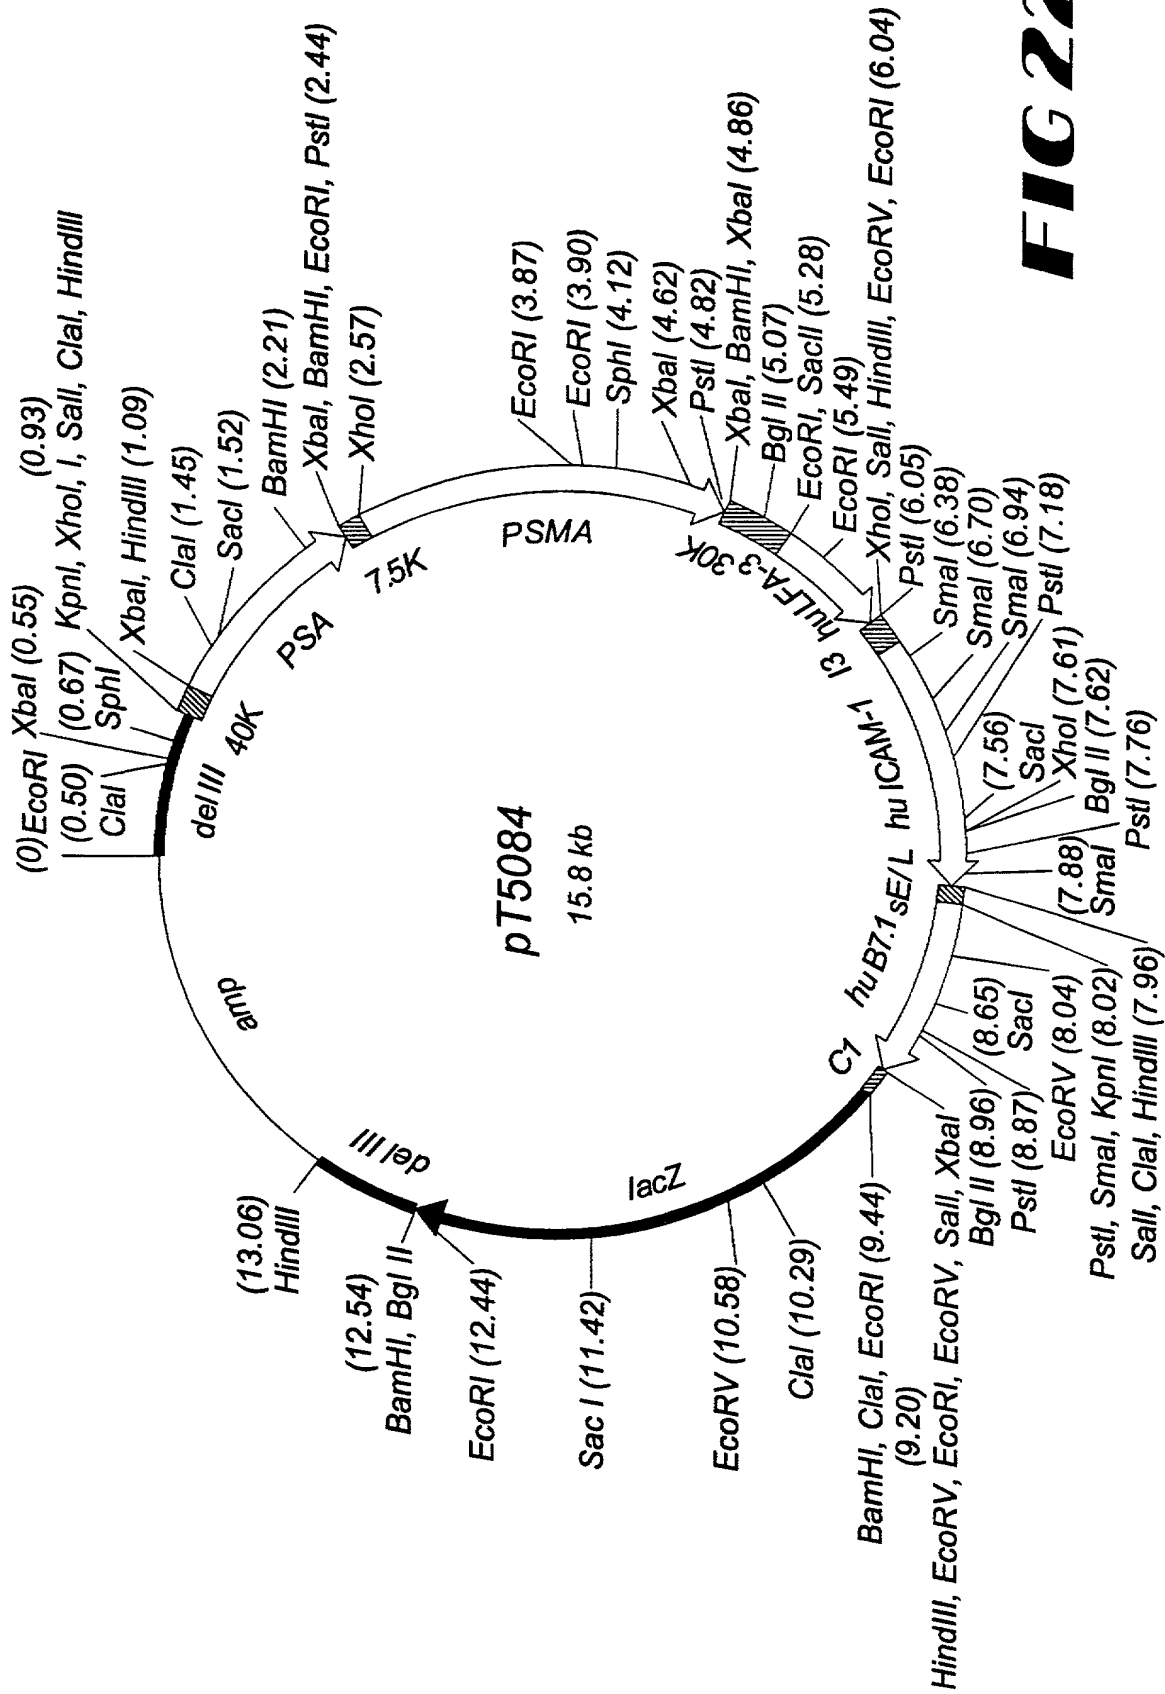 (0)EcoRI
XbaI (0.55)
(0.50)
ClaI
(0.67)
SphI
(0.93)
KpnI, XhoI, I, SalI, ClaI, HindIII
XbaI, HindIII (1.09)
ClaI (1.45)
SacI (1.52)
BamHI (2.21)
XbaI, BamHI, EcoRI, PstI (2.44)
XhoI (2.57)
EcoRI (3.87)
EcoRI (3.90)
SphI (4.12)
XbaI (4.62)
PstI (4.82)
XbaI, BamHI, XbaI (4.86)
Bgl II (5.07)
EcoRI, SacII (5.28)
EcoRI (5.49)
XhoI, SalI, HindIII, EcoRV, EcoRI (6.04)
PstI (6.05)
SmaI (6.38)
SmaI (6.70)
SmaI (6.94)
PstI (7.18)
(7.56)
SacI
XhoI (7.61)
Bgl II (7.62)
PstI (7.76)
(7.88)
SmaI
SalI, ClaI, HindIII (7.96)
PstI, SmaI, KpnI (8.02)
EcoRV (8.04)
(8.65)
SacI
PstI (8.87)
Bgl II (8.96)
HindIII, EcoRV, EcoRI, EcoRV, SalI, XbaI
(9.20)
BamHI, ClaI, EcoRI (9.44)
ClaI (10.29)
EcoRV (10.58)
Sac I (11.42)
EcoRI (12.44)
(12.54)
BamHI, Bgl II
(13.06)
HindIII
del III
40K
PSA
7.5K
PSMA
30K
huLFA-3
I3
hu ICAM-1
sE/L
hu B7.1
C1
lacZ
del III
amp
pT5084
15.8 kb